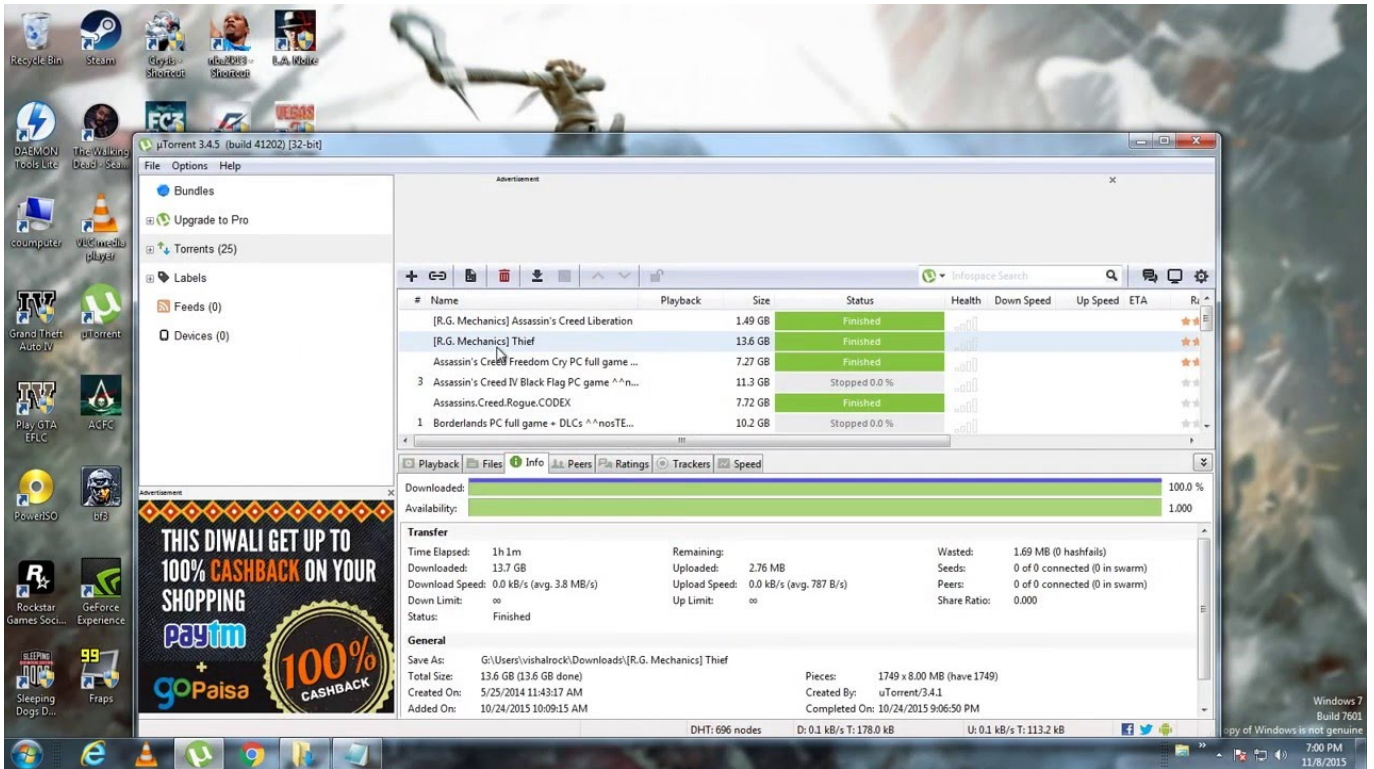 Recycle Bin
Steam
Crysis - Shortcut
nba2k13 - Shortcut
L.A. Noire
DAEMON Tools Lite
The Walking Dead - Sea...
FC3
VEGAS
coumputer
VLC media player
Grand Theft Auto IV
µTorrent
Play GTA EFLC
ACFC
PowerISO
bf3
Rockstar Games Soci...
GeForce Experience
Sleeping Dogs D...
99
Fraps
µTorrent 3.4.5 (build 41202) [32-bit]
File Options Help
Bundles
Upgrade to Pro
Torrents (25)
Labels
Feeds (0)
Devices (0)
Advertisement
Infospace Search
# Name Playback Size Status Health Down Speed Up Speed ETA Ra
[R.G. Mechanics] Assassin's Creed Liberation 1.49 GB Finished
[R.G. Mechanics] Thief 13.6 GB Finished
Assassin's Creed Freedom Cry PC full game ... 7.27 GB Finished
3 Assassin's Creed IV Black Flag PC game ^^n... 11.3 GB Stopped 0.0 %
Assassins.Creed.Rogue.CODEX 7.72 GB Finished
1 Borderlands PC full game + DLCs ^^nosTE... 10.2 GB Stopped 0.0 %
Playback Files Info Peers Ratings Trackers Speed
Downloaded: 100.0 %
Availability: 1.000
Transfer
Time Elapsed: 1h 1m Remaining: Wasted: 1.69 MB (0 hashfails)
Downloaded: 13.7 GB Uploaded: 2.76 MB Seeds: 0 of 0 connected (0 in swarm)
Download Speed: 0.0 kB/s (avg. 3.8 MB/s) Upload Speed: 0.0 kB/s (avg. 787 B/s) Peers: 0 of 0 connected (0 in swarm)
Down Limit: ∞ Up Limit: ∞ Share Ratio: 0.000
Status: Finished
General
Save As: G:\Users\vishalrock\Downloads\[R.G. Mechanics] Thief
Total Size: 13.6 GB (13.6 GB done) Pieces: 1749 x 8.00 MB (have 1749)
Created On: 5/25/2014 11:43:17 AM Created By: uTorrent/3.4.1
Added On: 10/24/2015 10:09:15 AM Completed On: 10/24/2015 9:06:50 PM
DHT: 696 nodes D: 0.1 kB/s T: 178.0 kB U: 0.1 kB/s T: 113.2 kB
Advertisement
THIS DIWALI GET UP TO
100% CASHBACK ON YOUR
SHOPPING
paytm
+
goPaisa
100%
CASHBACK
Windows 7
Build 7601
opy of Windows is not genuine
7:00 PM
11/8/2015